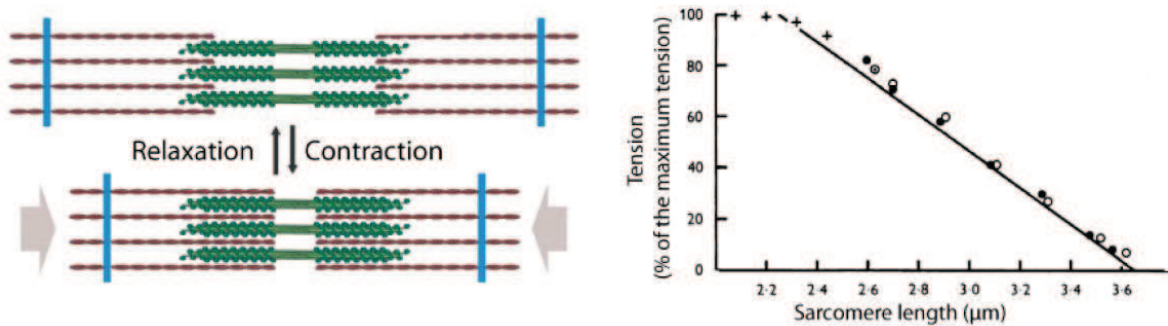 Relaxation Contraction
Tension
(% of the maximum tension)
100
80
60
40
20
0
2·2 2·4 2·6 2·8 3·0 3·2 3·4 3·6
Sarcomere length (μm)